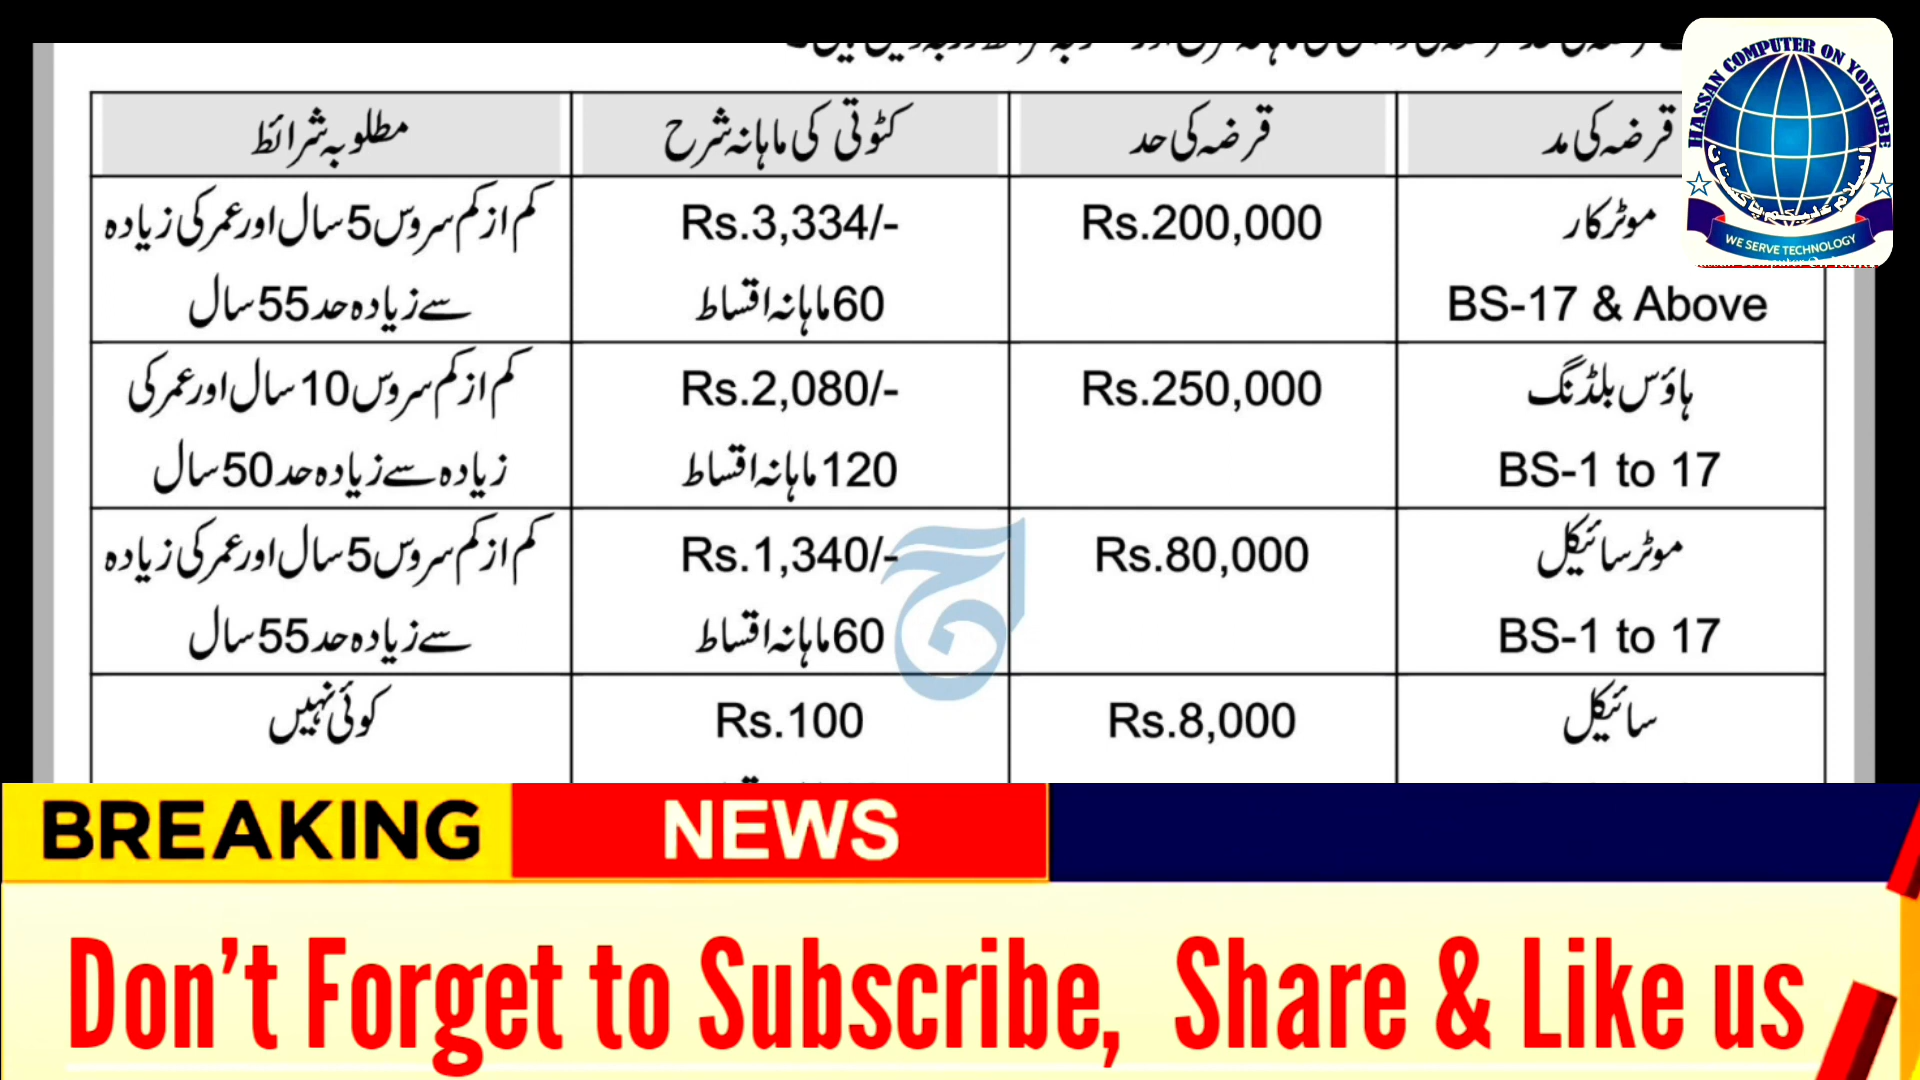 HASSAN COMPUTER ON YOUTUBE
WE SERVE TECHNOLOGY
قرضہ کی مد
قرضہ کی حد
کٹوتی کی ماہانہ شرح
مطلوبہ شرائط
موٹر کار
BS-17 & Above
Rs.200,000
Rs.3,334/-
60 ماہانہ اقساط
کم از کم سروس 5 سال اور عمر کی زیادہ
سے زیادہ حد 55 سال
ہاؤس بلڈنگ
BS-1 to 17
Rs.250,000
Rs.2,080/-
120 ماہانہ اقساط
کم از کم سروس 10 سال اور عمر کی
زیادہ سے زیادہ حد 50 سال
موٹر سائیکل
BS-1 to 17
Rs.80,000
Rs.1,340/-
60 ماہانہ اقساط
کم از کم سروس 5 سال اور عمر کی زیادہ
سے زیادہ حد 55 سال
سائیکل
Rs.8,000
Rs.100
کوئی نہیں
BREAKING NEWS
Don't Forget to Subscribe, Share & Like us